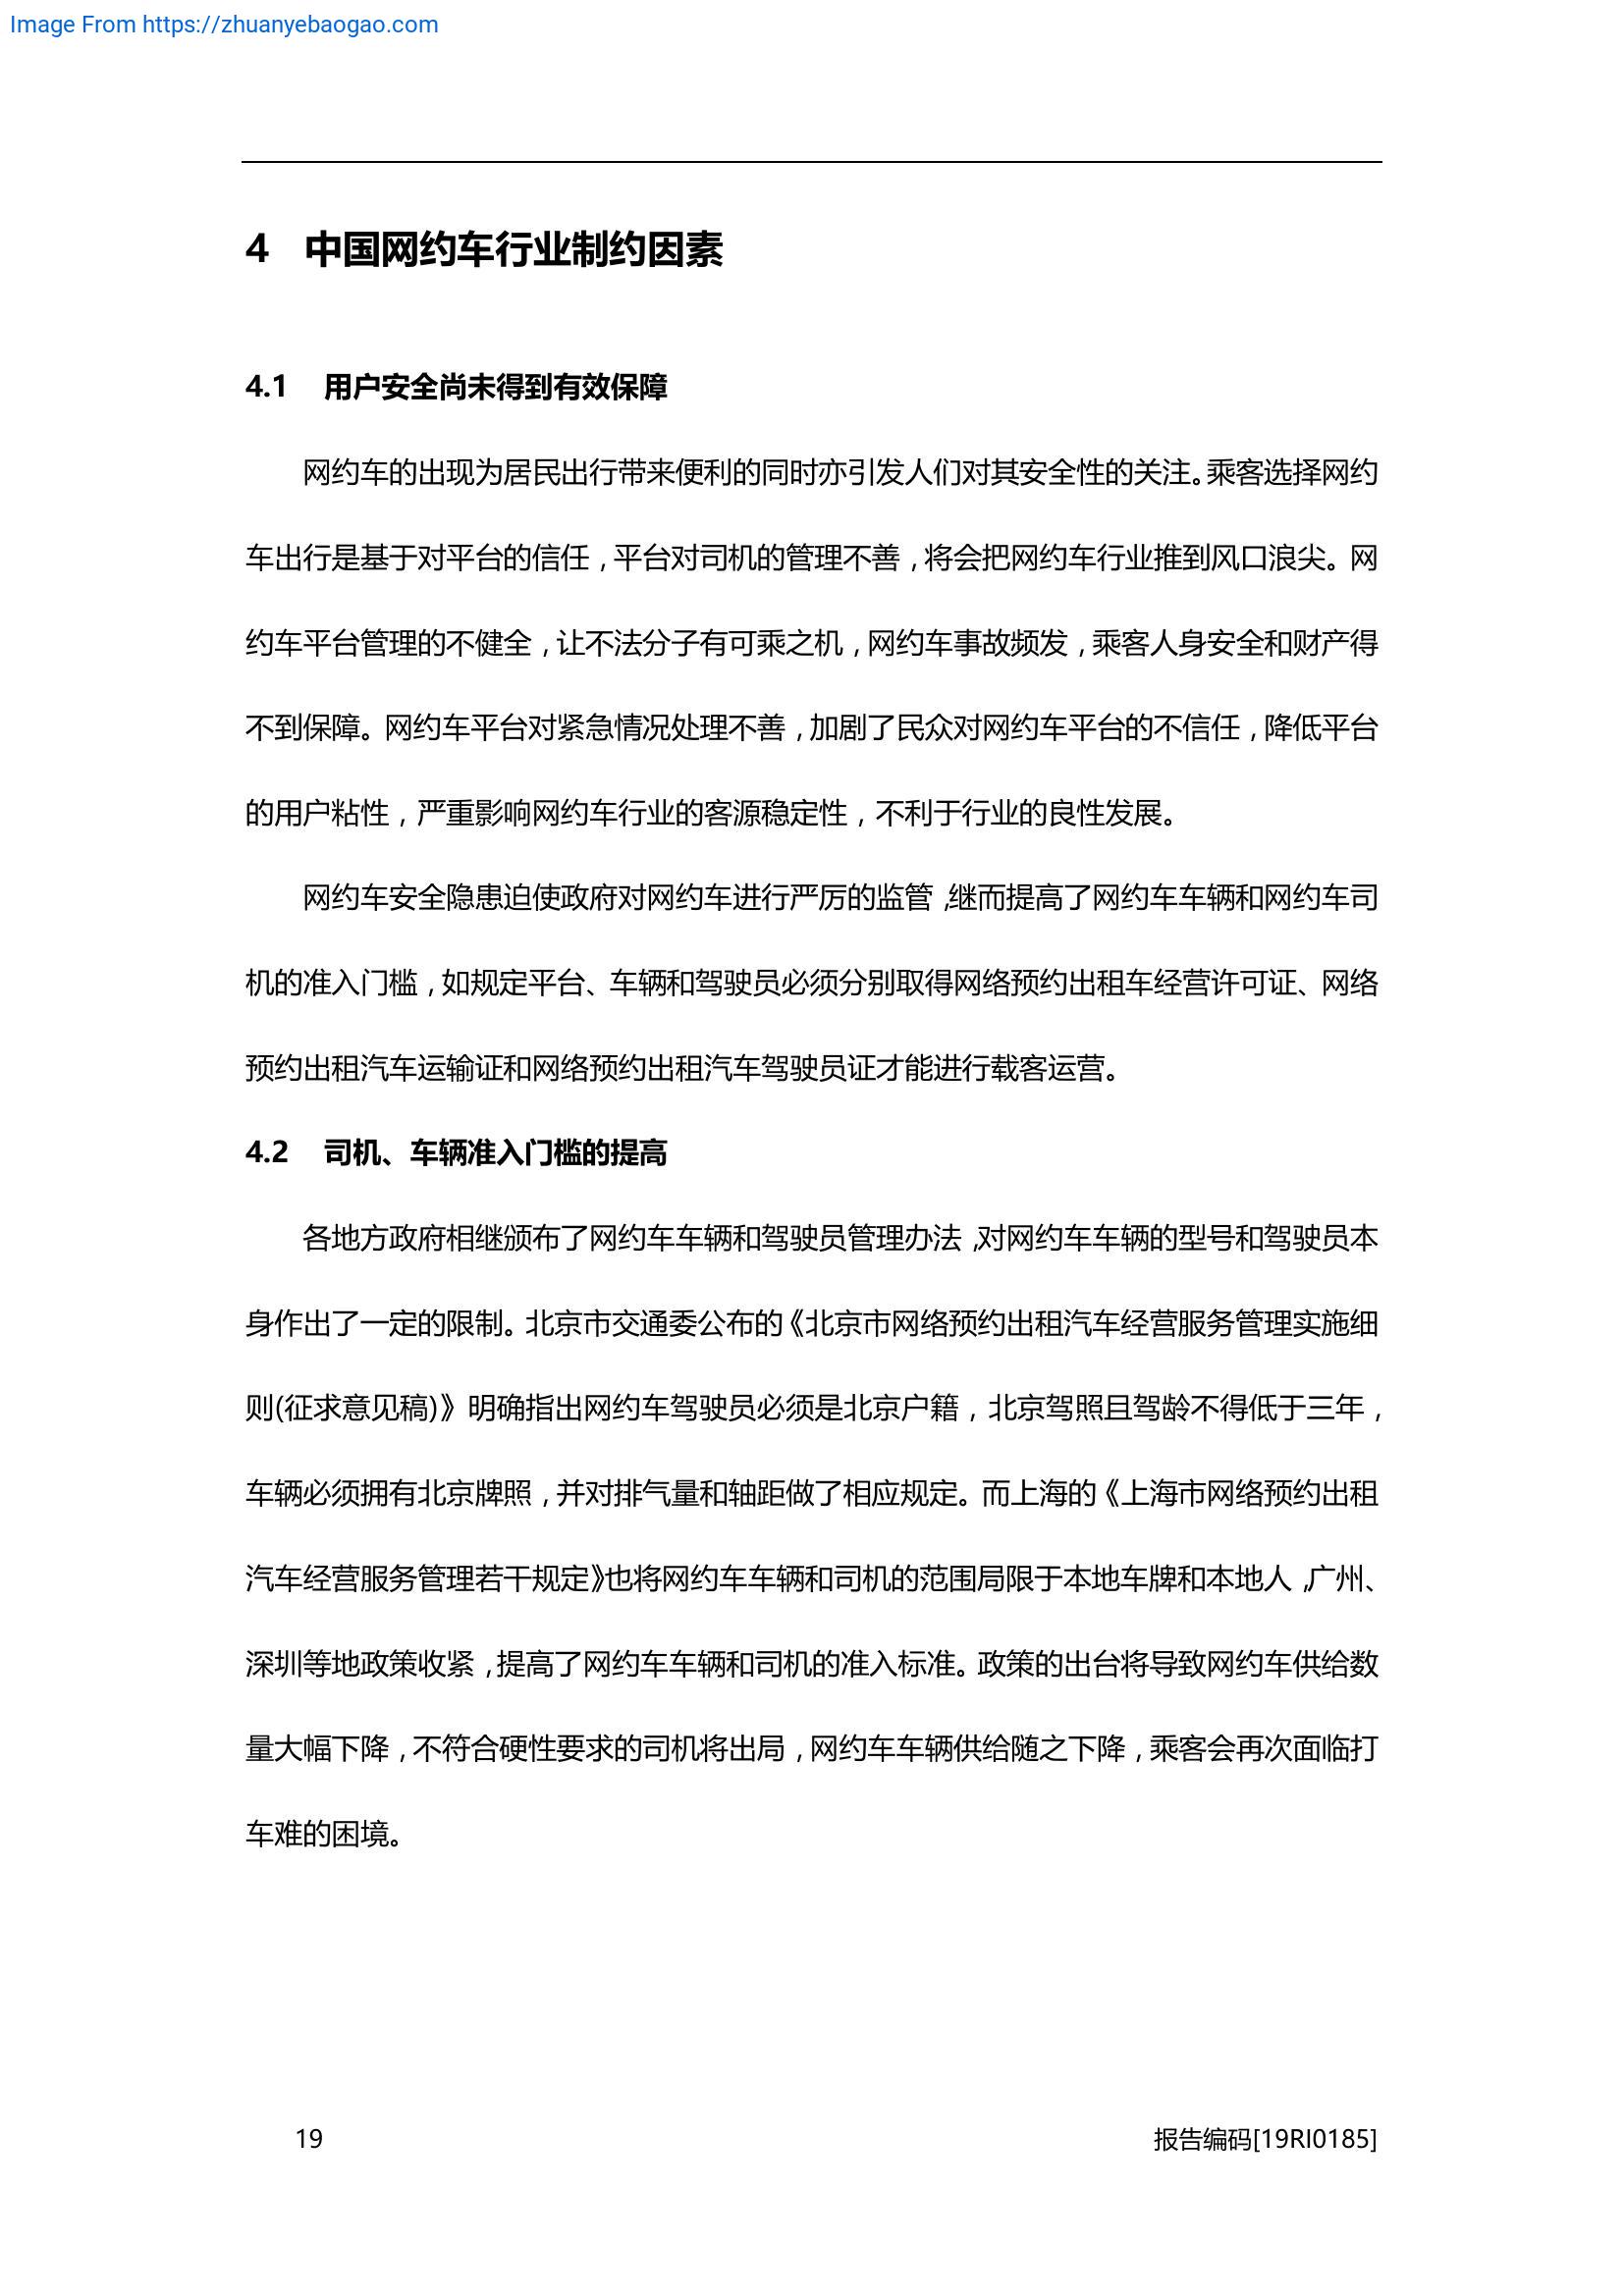 Image From https://zhuanyebaogao.com
4 中国网约车行业制约因素
4.1 用户安全尚未得到有效保障
网约车的出现为居民出行带来便利的同时亦引发人们对其安全性的关注。乘客选择网约
车出行是基于对平台的信任，平台对司机的管理不善，将会把网约车行业推到风口浪尖。网
约车平台管理的不健全，让不法分子有可乘之机，网约车事故频发，乘客人身安全和财产得
不到保障。网约车平台对紧急情况处理不善，加剧了民众对网约车平台的不信任，降低平台
的用户粘性，严重影响网约车行业的客源稳定性，不利于行业的良性发展。
网约车安全隐患迫使政府对网约车进行严厉的监管，继而提高了网约车车辆和网约车司
机的准入门槛，如规定平台、车辆和驾驶员必须分别取得网络预约出租车经营许可证、网络
预约出租汽车运输证和网络预约出租汽车驾驶员证才能进行载客运营。
4.2 司机、车辆准入门槛的提高
各地方政府相继颁布了网约车车辆和驾驶员管理办法，对网约车车辆的型号和驾驶员本
身作出了一定的限制。北京市交通委公布的《北京市网络预约出租汽车经营服务管理实施细
则(征求意见稿)》明确指出网约车驾驶员必须是北京户籍，北京驾照且驾龄不得低于三年，
车辆必须拥有北京牌照，并对排气量和轴距做了相应规定。而上海的《上海市网络预约出租
汽车经营服务管理若干规定》也将网约车车辆和司机的范围局限于本地车牌和本地人，广州、
深圳等地政策收紧，提高了网约车车辆和司机的准入标准。政策的出台将导致网约车供给数
量大幅下降，不符合硬性要求的司机将出局，网约车车辆供给随之下降，乘客会再次面临打
车难的困境。
19 报告编码[19RI0185]